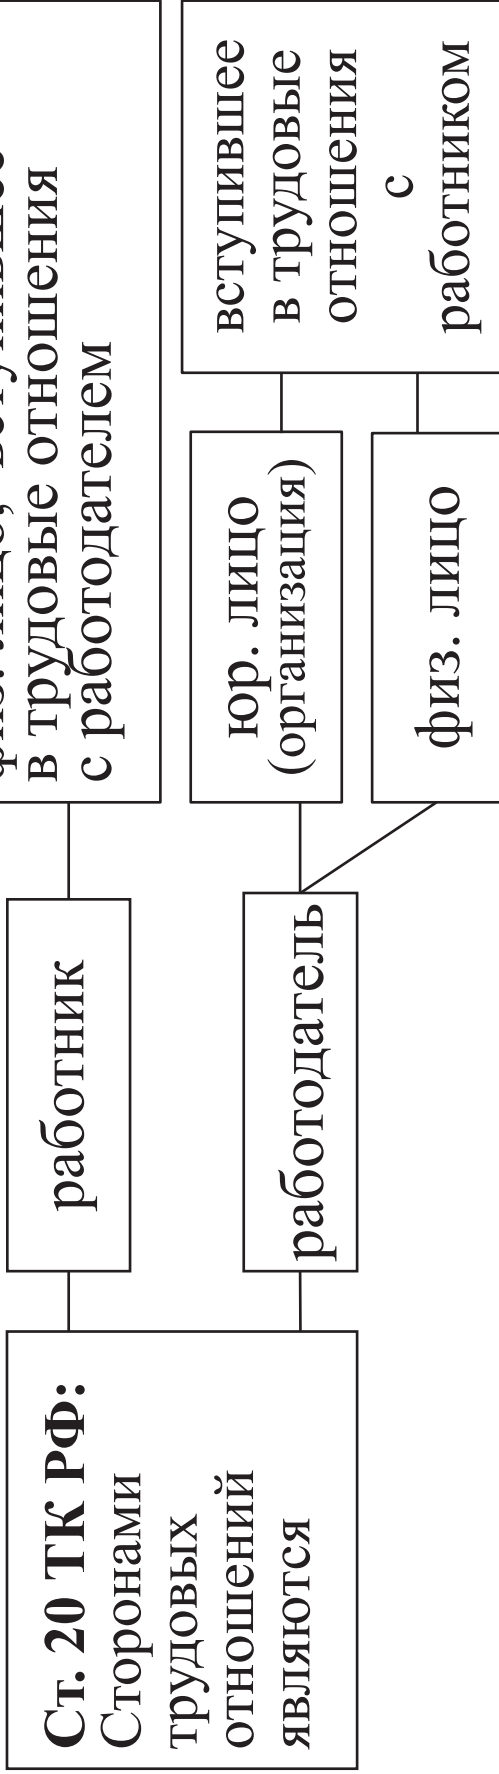 Ст. 20 ТК РФ:
Сторонами
трудовых
отношений
являются
работник
в трудовые отношения
с работодателем
работодатель
юр. лицо
(организация)
физ. лицо
вступившее
в трудовые
отношения
с
работником